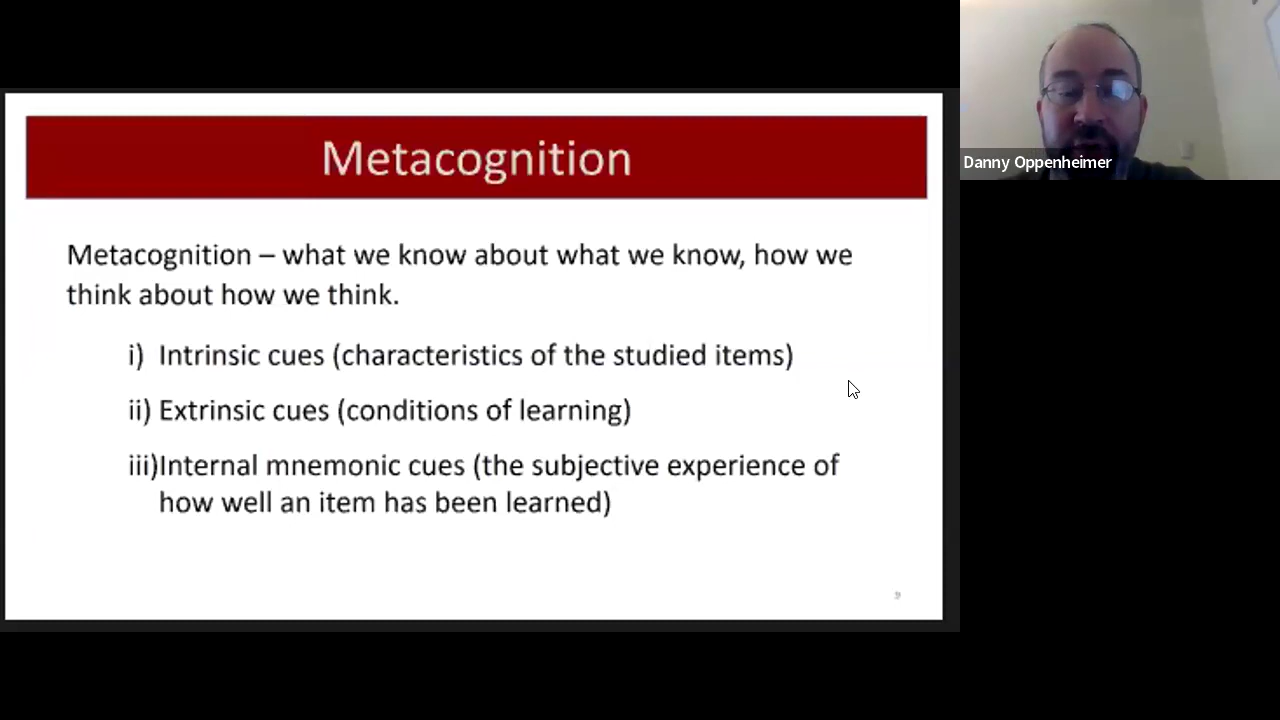 Metacognition
Metacognition – what we know about what we know, how we
think about how we think.
i) Intrinsic cues (characteristics of the studied items)
ii) Extrinsic cues (conditions of learning)
iii)Internal mnemonic cues (the subjective experience of
how well an item has been learned)
9
Danny Oppenheimer